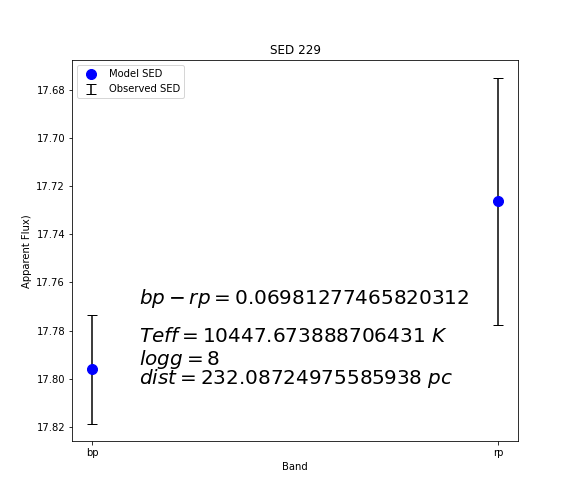 SED 229
Model SED
Observed SED
17.68
17.70
17.72
17.74
17.76
17.78
17.80
17.82
Apparent Flux)
bp − rp = 0.06981277465820312
Teff = 10447.673888706431 K
logg = 8
dist = 232.08724975585938 pc
bp
rp
Band